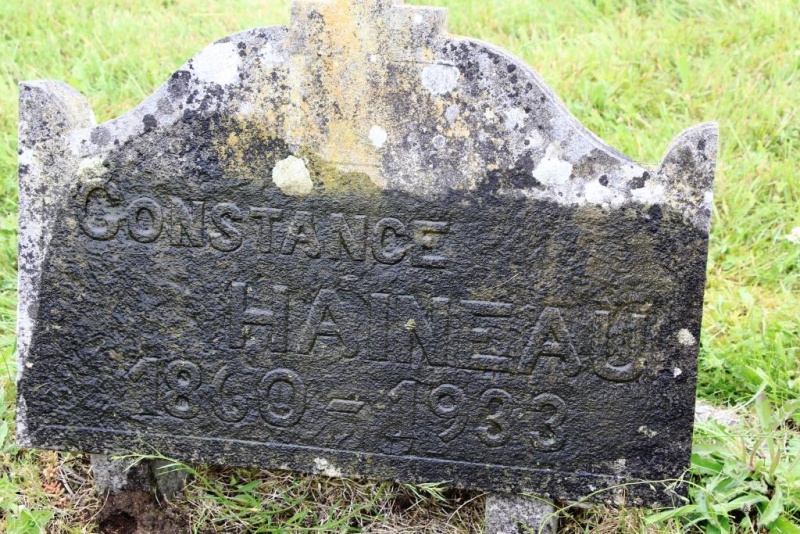 CONSTANCE
HAINEAU
1860 - 1933